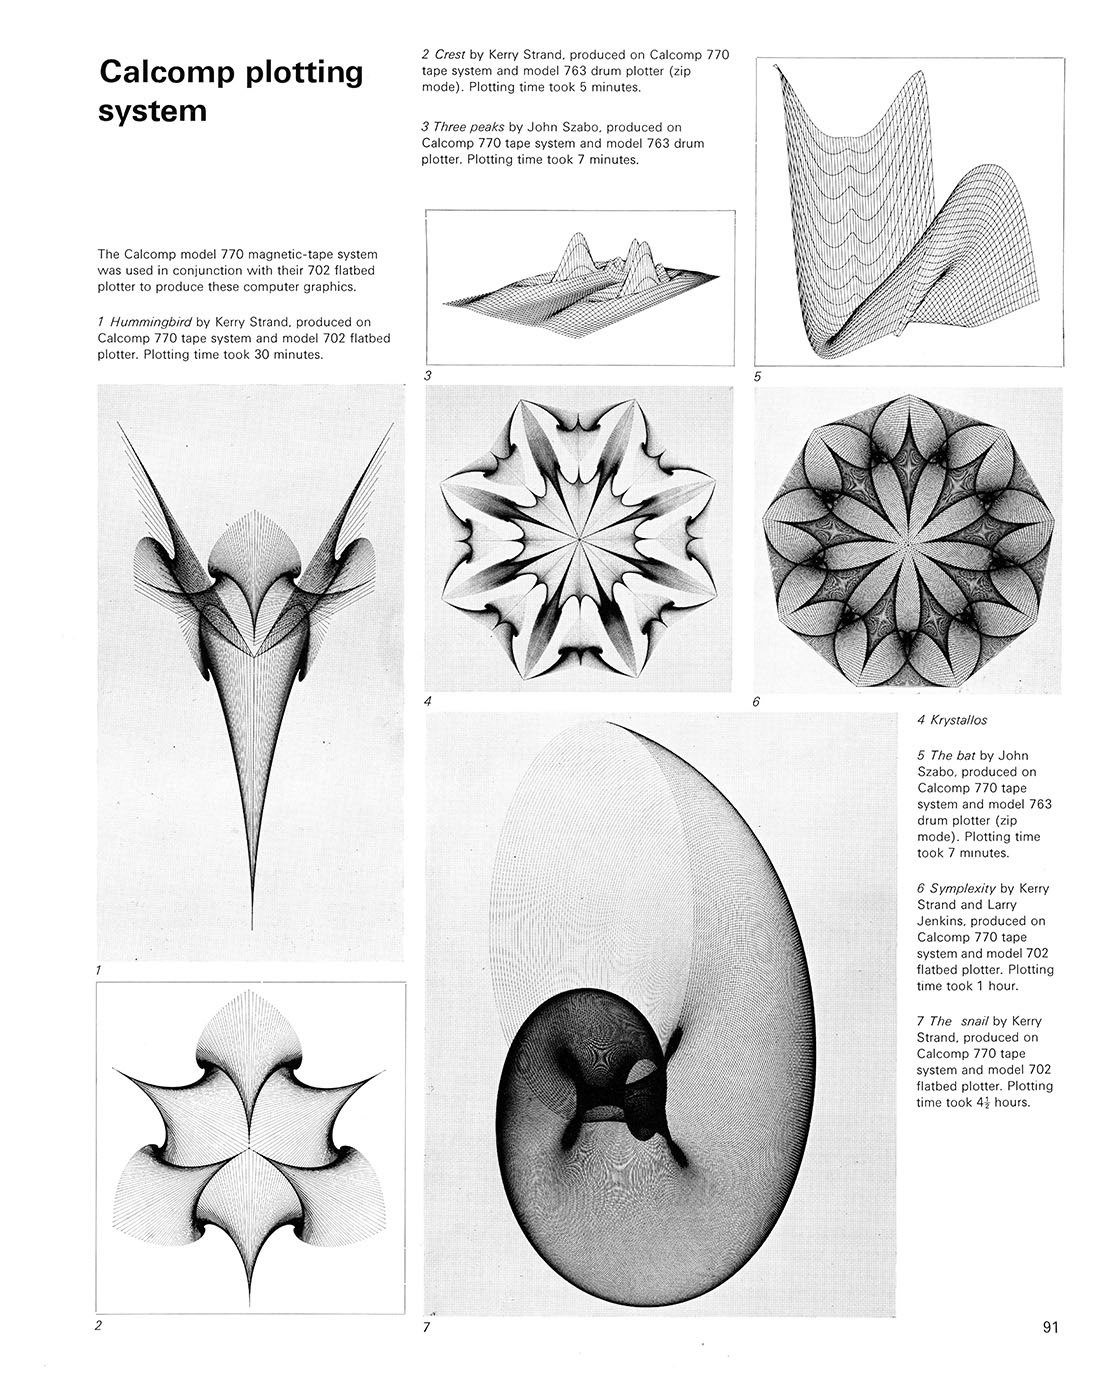 Calcomp plotting
system
The Calcomp model 770 magnetic-tape system
was used in conjunction with their 702 flatbed
plotter to produce these computer graphics.
1 Hummingbird by Kerry Strand, produced on
Calcomp 770 tape system and model 702 flatbed
plotter. Plotting time took 30 minutes.
2 Crest by Kerry Strand, produced on Calcomp 770
tape system and model 763 drum plotter (zip
mode). Plotting time took 5 minutes.
3 Three peaks by John Szabo, produced on
Calcomp 770 tape system and model 763 drum
plotter. Plotting time took 7 minutes.
3
5
4
6
1
4 Krystallos
5 The bat by John
Szabo, produced on
Calcomp 770 tape
system and model 763
drum plotter (zip
mode). Plotting time
took 7 minutes.
6 Symplexity by Kerry
Strand and Larry
Jenkins, produced on
Calcomp 770 tape
system and model 702
flatbed plotter. Plotting
time took 1 hour.
7 The snail by Kerry
Strand, produced on
Calcomp 770 tape
system and model 702
flatbed plotter. Plotting
time took 4½ hours.
2
7
91